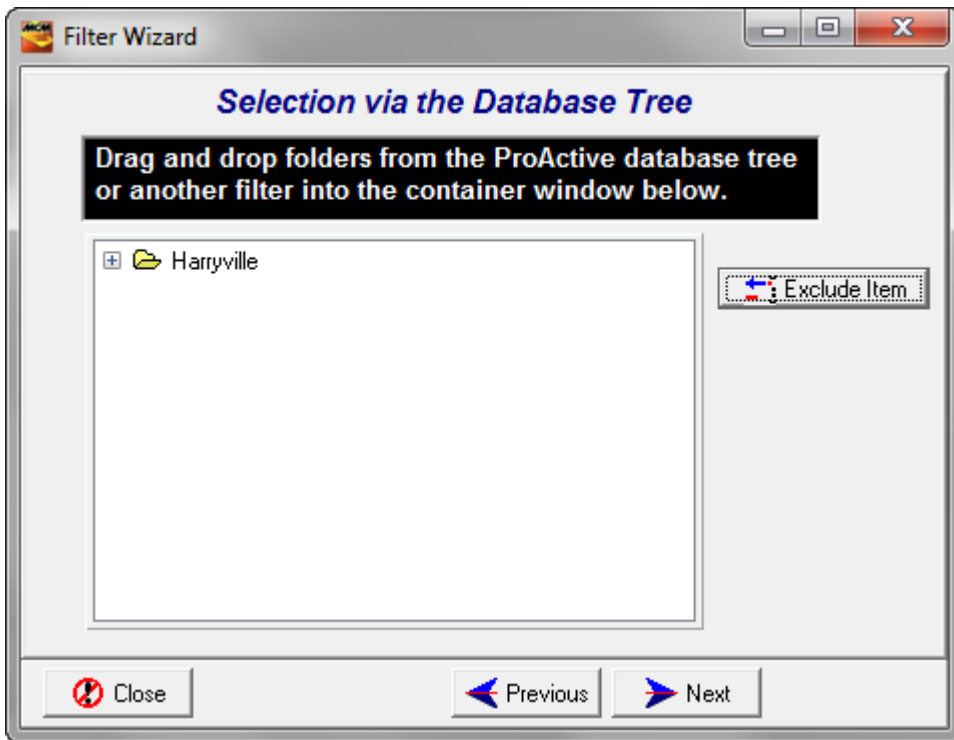 MCM
Filter Wizard
Selection via the Database Tree
Drag and drop folders from the ProActive database tree
or another filter into the container window below.
Harryville
Exclude Item
Close
Previous
Next